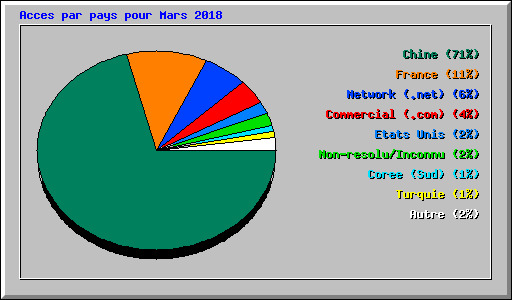 Acces par pays pour Mars 2018
Chine (71%)
France (11%)
Network (.net) (6%)
Commercial (.com) (4%)
Etats Unis (2%)
Non-resolu/Inconnu (2%)
Coree (Sud) (1%)
Turquie (1%)
Autre (2%)